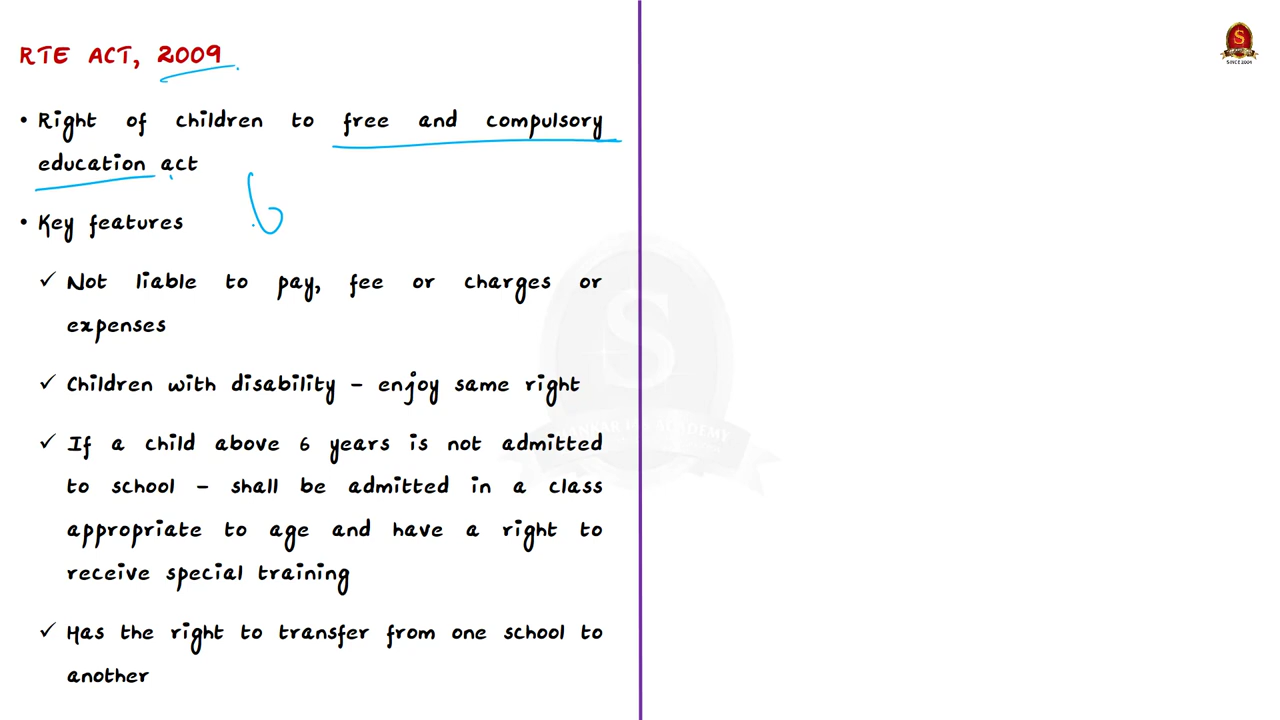 RTE ACT, 2009
• Right of children to free and compulsory
education act
6
• Key features
✓ Not liable to pay, fee or charges or
expenses
✓ Children with disability – enjoy same right
✓ If a child above 6 years is not admitted
to school – shall be admitted in a class
appropriate to age and have a right to
receive special training
✓ Has the right to transfer from one school to
another
S
SINCE 2004
S